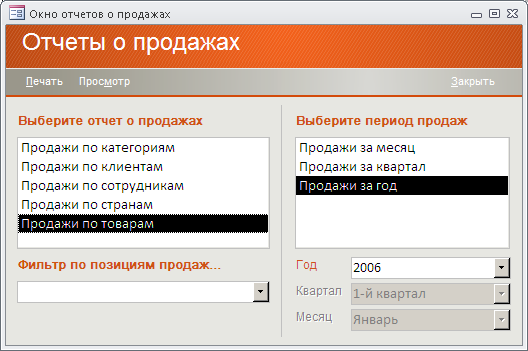 Окно отчетов о продажах
Отчеты о продажах
Печать Просмотр Закрыть
Выберите отчет о продажах
Продажи по категориям
Продажи по клиентам
Продажи по сотрудникам
Продажи по странам
Продажи по товарам
Фильтр по позициям продаж...
Выберите период продаж
Продажи за месяц
Продажи за квартал
Продажи за год
Год 2006
Квартал 1-й квартал
Месяц Январь